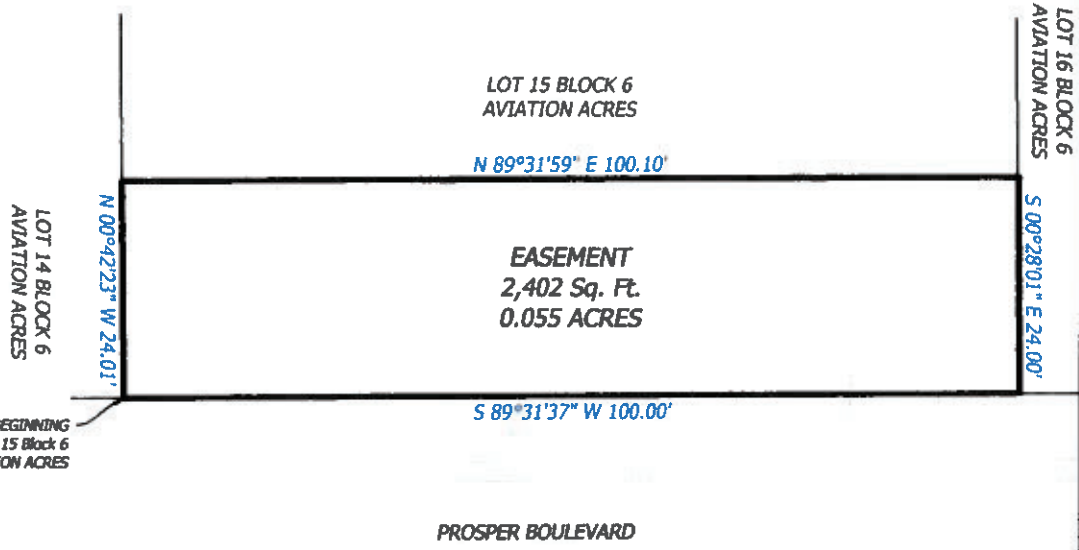 LOT 16 BLOCK 6
AVIATION ACRES
LOT 15 BLOCK 6
AVIATION ACRES
N 89°31'59" E 100.10'
LOT 14 BLOCK 6
AVIATION ACRES
N 00°42'23" W 24.01'
EASEMENT
2,402 Sq. Ft.
0.055 ACRES
S 00°28'01" E 24.00'
S 89°31'37" W 100.00'
EGINNING
15 Block 6
ON ACRES
PROSPER BOULEVARD